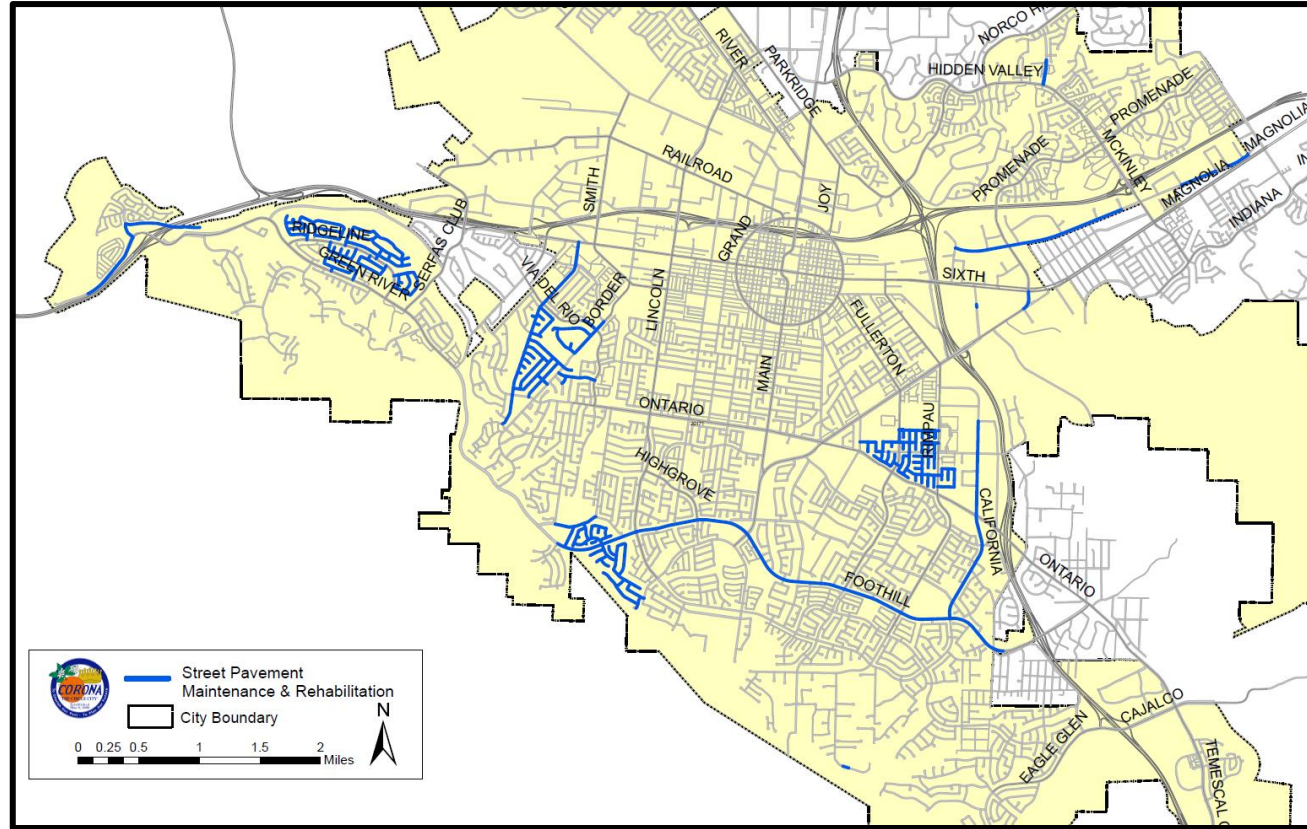 NORCO
RIVER
PARKRIDGE
HIDDEN VALLEY
PROMENADE
MAGNOLIA
MCKINLEY
RAILROAD
PROMENADE
SMITH
JOY
MAGNOLIA
INDIANA
GRAND
SERFAS CLUB
RIDGELINE
GREEN RIVER
VIA DEL RIO
BORDER
LINCOLN
SIXTH
FULLERTON
MAIN
ONTARIO
RIMPAU
HIGHGROVE
CALIFORNIA
ONTARIO
FOOTHILL
CAJALCO
EAGLE GLEN
TEMESCAL
CORONA
Street Pavement
Maintenance & Rehabilitation
City Boundary
N
0 0.25 0.5 1 1.5 2
Miles